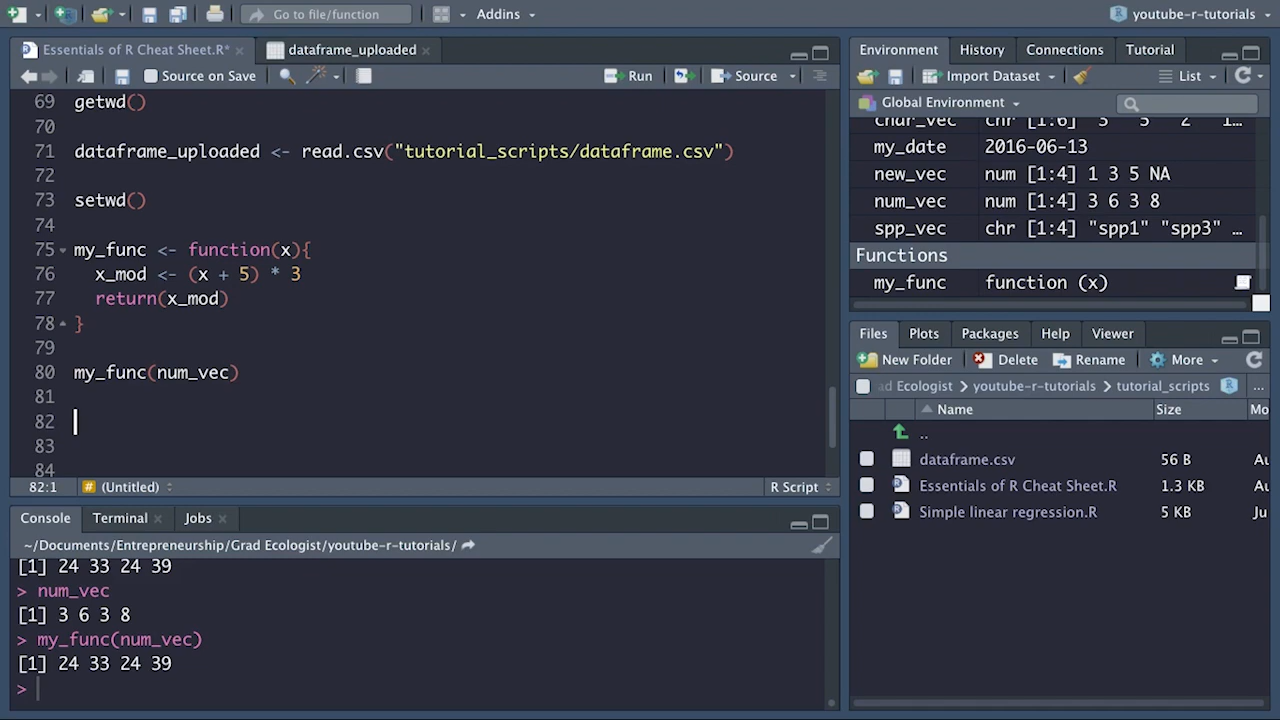 Go to file/function
Addins
youtube-r-tutorials
Essentials of R Cheat Sheet.R*
dataframe_uploaded
Source on Save
Run
Source
69 getwd()
70
71 dataframe_uploaded <- read.csv("tutorial_scripts/dataframe.csv")
72
73 setwd()
74
75 my_func <- function(x){
76 x_mod <- (x + 5) * 3
77 return(x_mod)
78 }
79
80 my_func(num_vec)
81
82
83
84
82:1
# (Untitled)
R Script
Console Terminal Jobs
~/Documents/Entrepreneurship/Grad Ecologist/youtube-r-tutorials/
[1] 24 33 24 39
> num_vec
[1] 3 6 3 8
> my_func(num_vec)
[1] 24 33 24 39
>
Environment History Connections Tutorial
Import Dataset
List
Global Environment
char_vec chr [1:6] "3" "5" "2" "1…
my_date 2016-06-13
new_vec num [1:4] 1 3 5 NA
num_vec num [1:4] 3 6 3 8
spp_vec chr [1:4] "spp1" "spp3" …
Functions
my_func function (x)
Files Plots Packages Help Viewer
New Folder Delete Rename More
ad Ecologist > youtube-r-tutorials > tutorial_scripts ...
Name Size Mo
..
dataframe.csv 56 B Au
Essentials of R Cheat Sheet.R 1.3 KB Au
Simple linear regression.R 5 KB Ju